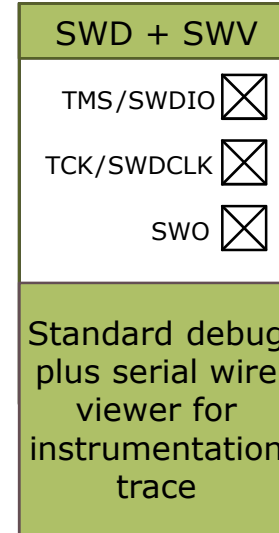 SWD + SWV
TMS/SWDIO
TCK/SWDCLK
SWO
Standard debug
plus serial wire
viewer for
instrumentation
trace